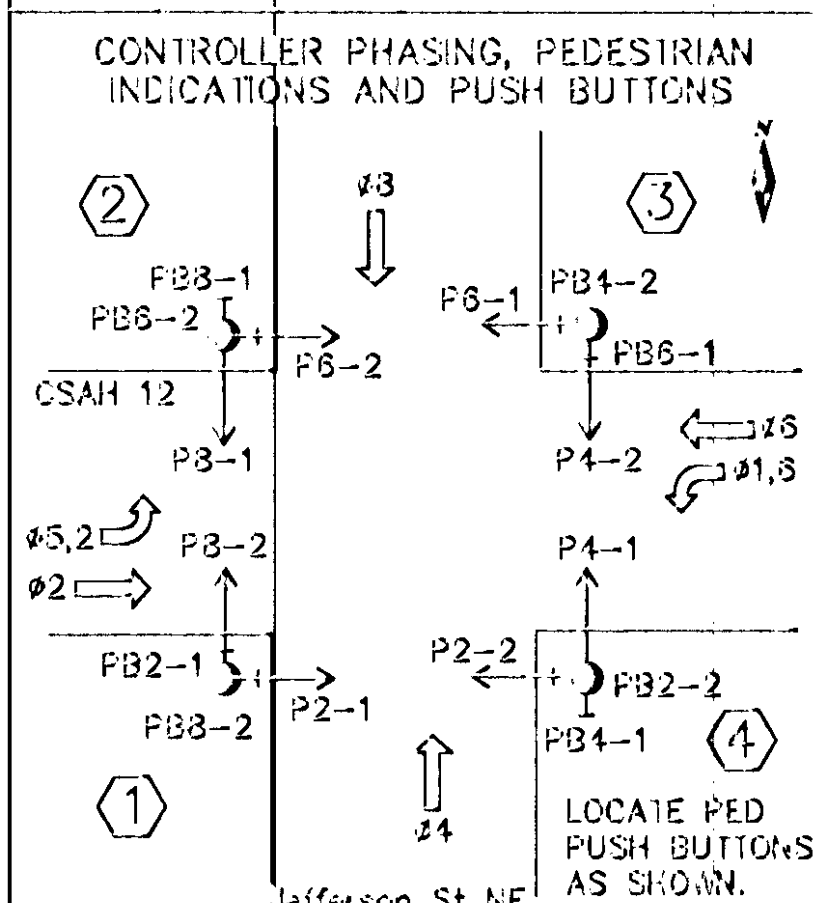 CONTROLLER PHASING, PEDESTRIAN
INDICATIONS AND PUSH BUTTONS
N
2
ø8
3
PB8-1
PB6-2
P6-2
P6-1
PB4-2
PB6-1
CSAH 12
P8-1
P4-2
ø6
ø1,6
ø5,2
P8-2
P4-1
ø2
PB2-1
P2-1
P2-2
PB2-2
PB8-2
PB4-1
4
1
ø4
LOCATE PED
PUSH BUTTONS
AS SHOWN.
Jefferson St NE